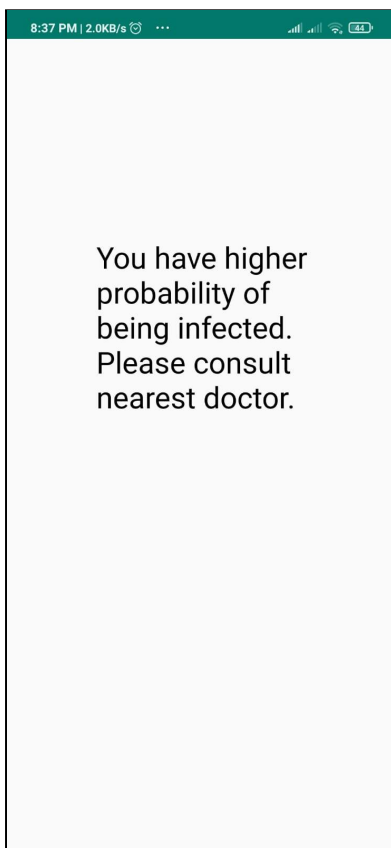 8:37 PM | 2.0KB/s ...
44
You have higher
probability of
being infected.
Please consult
nearest doctor.